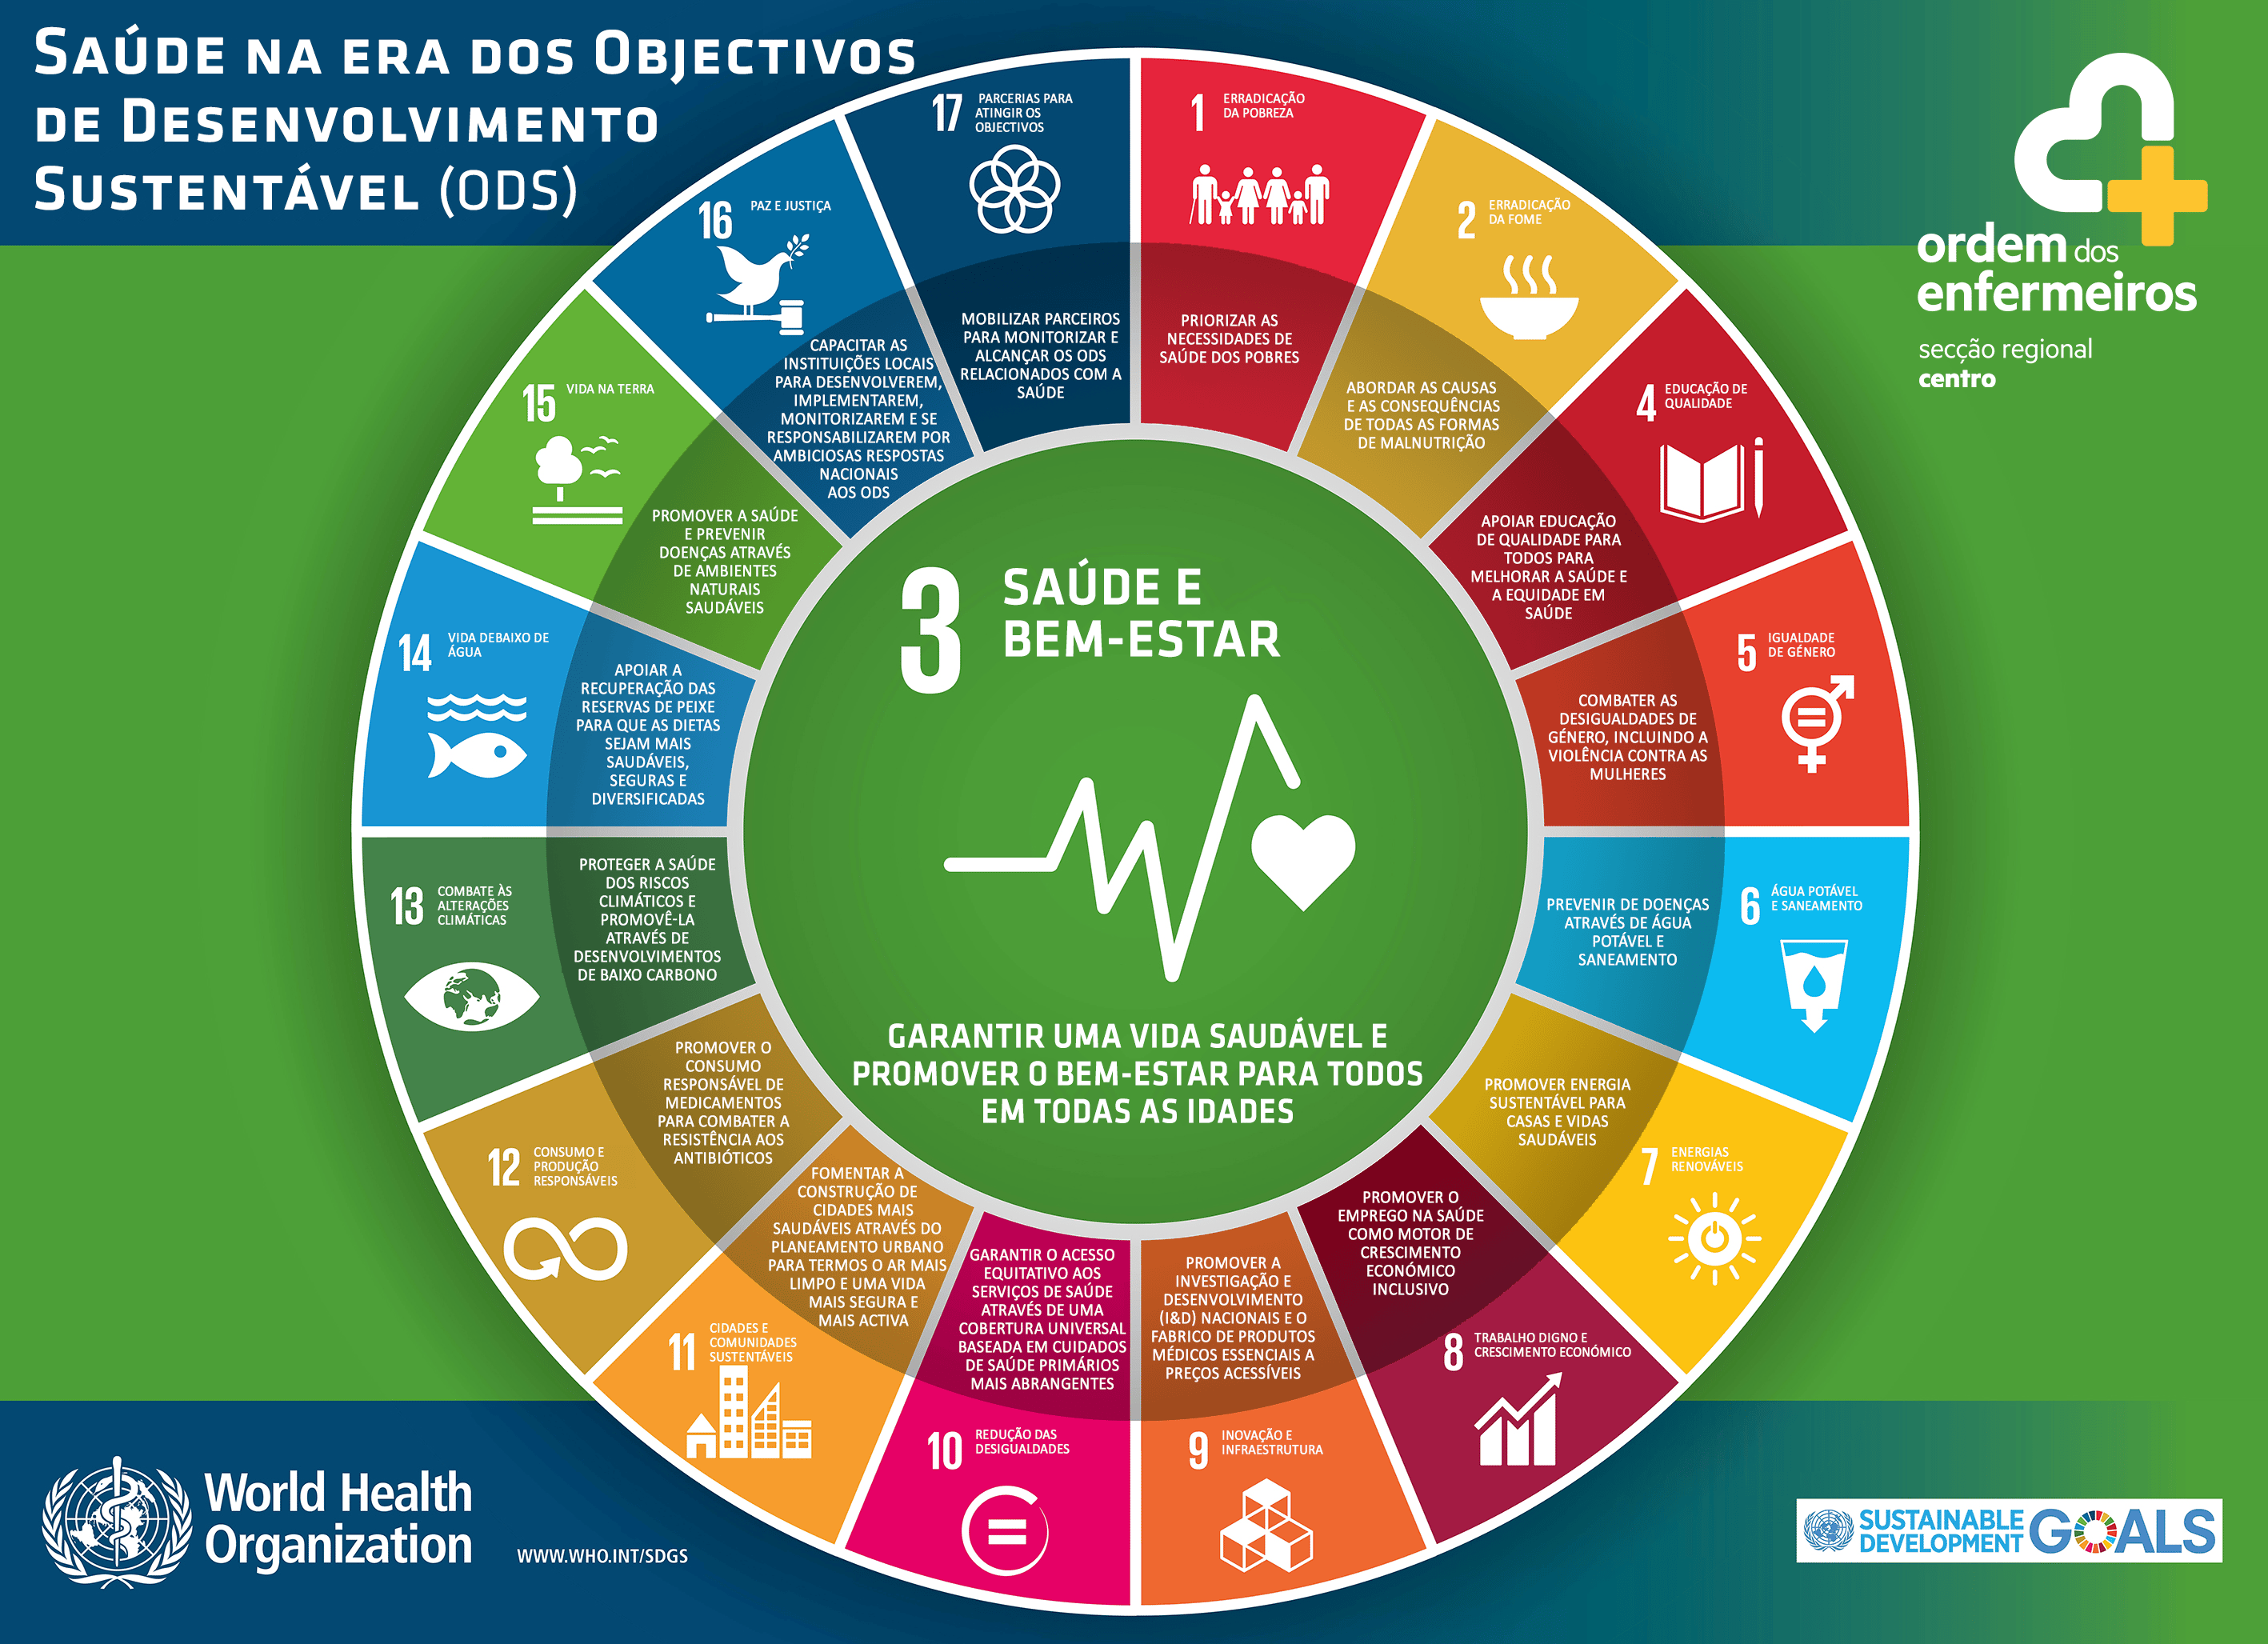 Saúde na era dos Objectivos
de Desenvolvimento
Sustentável (ODS)
ordem dos
enfermeiros
secção regional
centro
1 ERRADICAÇÃO
DA POBREZA
PRIORIZAR AS
NECESSIDADES DE
SAÚDE DOS POBRES
2 ERRADICAÇÃO
DA FOME
ABORDAR AS CAUSAS
E AS CONSEQUÊNCIAS
DE TODAS AS FORMAS
DE MALNUTRIÇÃO
3 SAÚDE E
BEM-ESTAR
GARANTIR UMA VIDA SAUDÁVEL E
PROMOVER O BEM-ESTAR PARA TODOS
EM TODAS AS IDADES
4 EDUCAÇÃO DE
QUALIDADE
APOIAR EDUCAÇÃO
DE QUALIDADE PARA
TODOS PARA
MELHORAR A SAÚDE E
A EQUIDADE EM
SAÚDE
5 IGUALDADE
DE GÉNERO
COMBATER AS
DESIGUALDADES DE
GÉNERO, INCLUINDO A
VIOLÊNCIA CONTRA AS
MULHERES
6 ÁGUA POTÁVEL
E SANEAMENTO
PREVENIR DE DOENÇAS
ATRAVÉS DE ÁGUA
POTÁVEL E
SANEAMENTO
7 ENERGIAS
RENOVÁVEIS
PROMOVER ENERGIA
SUSTENTÁVEL PARA
CASAS E VIDAS
SAUDÁVEIS
8 TRABALHO DIGNO E
CRESCIMENTO ECONÓMICO
PROMOVER O
EMPREGO NA SAÚDE
COMO MOTOR DE
CRESCIMENTO
ECONÓMICO
INCLUSIVO
9 INOVAÇÃO E
INFRAESTRUTURA
PROMOVER A
INVESTIGAÇÃO E
DESENVOLVIMENTO
(I&D) NACIONAIS E O
FABRICO DE PRODUTOS
MÉDICOS ESSENCIAIS A
PREÇOS ACESSÍVEIS
10 REDUÇÃO DAS
DESIGUALDADES
GARANTIR O ACESSO
EQUITATIVO AOS
SERVIÇOS DE SAÚDE
ATRAVÉS DE UMA
COBERTURA UNIVERSAL
BASEADA EM CUIDADOS
DE SAÚDE PRIMÁRIOS
MAIS ABRANGENTES
11 CIDADES E
COMUNIDADES
SUSTENTÁVEIS
FOMENTAR A
CONSTRUÇÃO DE
CIDADES MAIS
SAUDÁVEIS ATRAVÉS DO
PLANEAMENTO URBANO
PARA TERMOS O AR MAIS
LIMPO E UMA VIDA
MAIS SEGURA E
MAIS ACTIVA
12 CONSUMO E
PRODUÇÃO
RESPONSÁVEIS
PROMOVER O
CONSUMO
RESPONSÁVEL DE
MEDICAMENTOS
PARA COMBATER A
RESISTÊNCIA AOS
ANTIBIÓTICOS
13 COMBATE ÀS
ALTERAÇÕES
CLIMÁTICAS
PROTEGER A SAÚDE
DOS RISCOS
CLIMÁTICOS E
PROMOVÊ-LA
ATRAVÉS DE
DESENVOLVIMENTOS
DE BAIXO CARBONO
14 VIDA DEBAIXO DE
ÁGUA
APOIAR A
RECUPERAÇÃO DAS
RESERVAS DE PEIXE
PARA QUE AS DIETAS
SEJAM MAIS
SAUDÁVEIS,
SEGURAS E
DIVERSIFICADAS
15 VIDA NA TERRA
PROMOVER A SAÚDE
E PREVENIR
DOENÇAS ATRAVÉS
DE AMBIENTES
NATURAIS
SAUDÁVEIS
16 PAZ E JUSTIÇA
CAPACITAR AS
INSTITUIÇÕES LOCAIS
PARA DESENVOLVEREM,
IMPLEMENTAREM,
MONITORIZAREM E SE
RESPONSABILIZAREM POR
AMBICIOSAS RESPOSTAS
NACIONAIS
AOS ODS
17 PARCERIAS PARA
ATINGIR OS
OBJECTIVOS
MOBILIZAR PARCEIROS
PARA MONITORIZAR E
ALCANÇAR OS ODS
RELACIONADOS COM A
SAÚDE
World Health
Organization
WWW.WHO.INT/SDGS
SUSTAINABLE
DEVELOPMENT GOALS